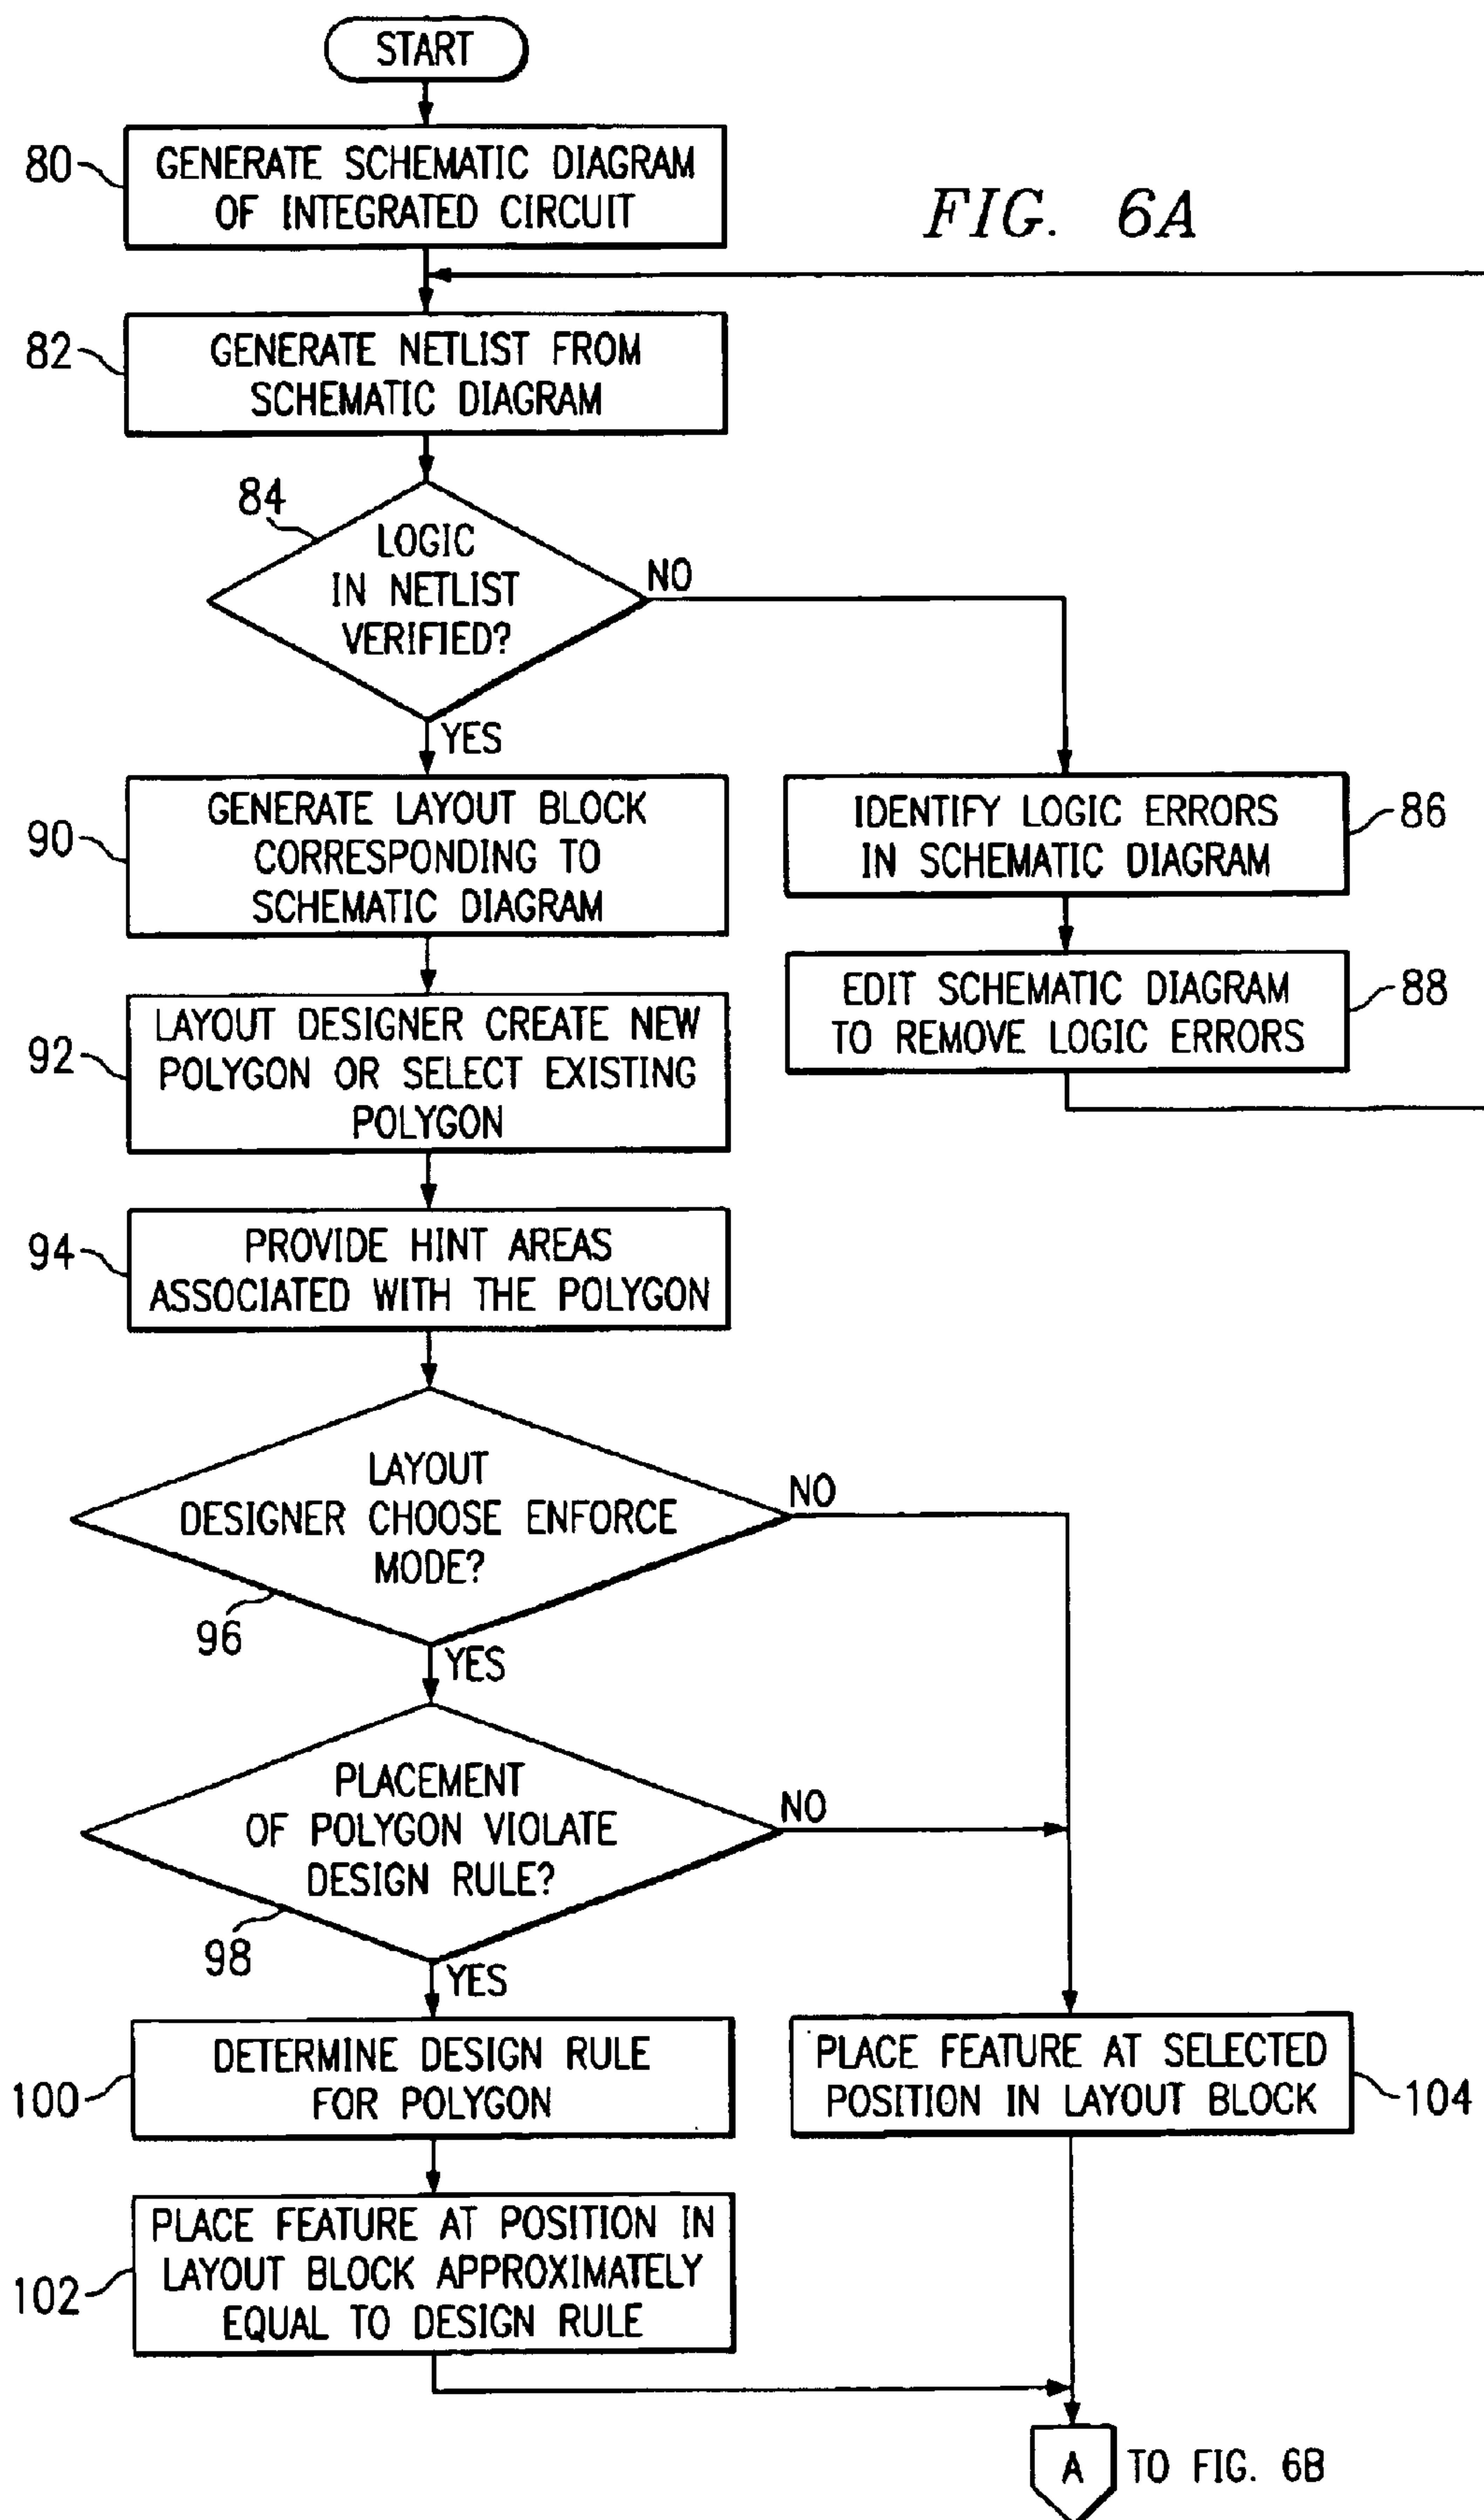 START
80
GENERATE SCHEMATIC DIAGRAM
OF INTEGRATED CIRCUIT
FIG. 6A
82
GENERATE NETLIST FROM
SCHEMATIC DIAGRAM
84
LOGIC
IN NETLIST
VERIFIED?
NO
YES
90
GENERATE LAYOUT BLOCK
CORRESPONDING TO
SCHEMATIC DIAGRAM
IDENTIFY LOGIC ERRORS
IN SCHEMATIC DIAGRAM
86
EDIT SCHEMATIC DIAGRAM
TO REMOVE LOGIC ERRORS
88
92
LAYOUT DESIGNER CREATE NEW
POLYGON OR SELECT EXISTING
POLYGON
94
PROVIDE HINT AREAS
ASSOCIATED WITH THE POLYGON
LAYOUT
DESIGNER CHOOSE ENFORCE
MODE?
NO
96
YES
PLACEMENT
OF POLYGON VIOLATE
DESIGN RULE?
NO
98
YES
100
DETERMINE DESIGN RULE
FOR POLYGON
PLACE FEATURE AT SELECTED
POSITION IN LAYOUT BLOCK
104
102
PLACE FEATURE AT POSITION IN
LAYOUT BLOCK APPROXIMATELY
EQUAL TO DESIGN RULE
A
TO FIG. 6B